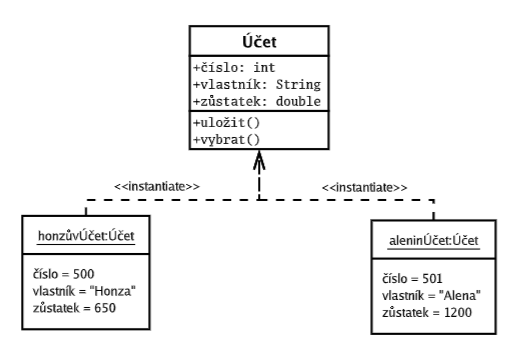 Účet
+číslo: int
+vlastník: String
+zůstatek: double
+uložit()
+vybrat()
<<instantiate>>
<<instantiate>>
honzůvÚčet:Účet
číslo = 500
vlastník = "Honza"
zůstatek = 650
aleninÚčet:Účet
číslo = 501
vlastník = "Alena"
zůstatek = 1200